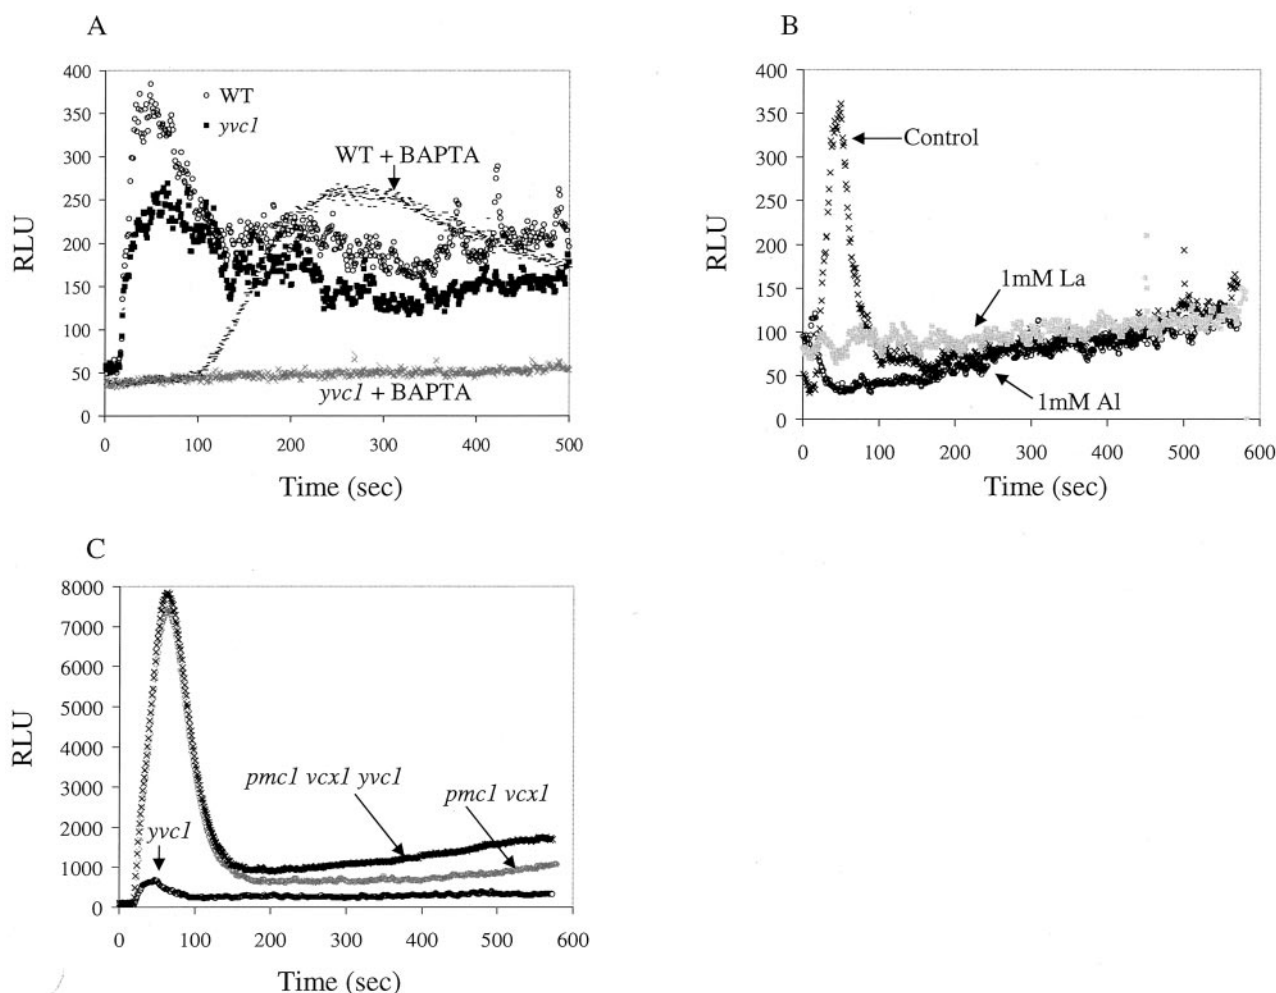 A
RLU
400
350
300
250
200
150
100
50
0
WT
yvc1
WT + BAPTA
yvc1 + BAPTA
0 100 200 300 400 500
Time (sec)
B
RLU
400
350
300
250
200
150
100
50
0
Control
1mM La
1mM Al
0 100 200 300 400 500 600
Time (sec)
C
RLU
8000
7000
6000
5000
4000
3000
2000
1000
0
pmc1 vcx1 yvc1
pmc1 vcx1
yvc1
0 100 200 300 400 500 600
Time (sec)